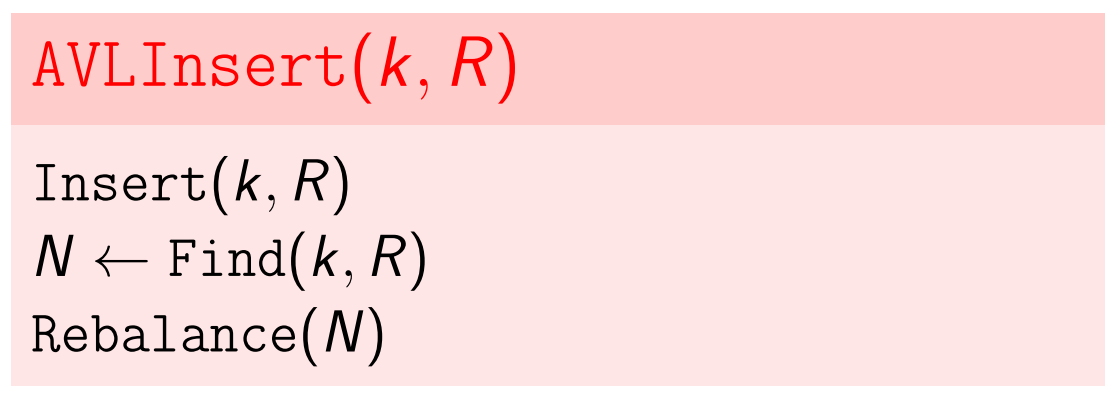 AVLInsert(k, R)
Insert(k, R)
N ← Find(k, R)
Rebalance(N)